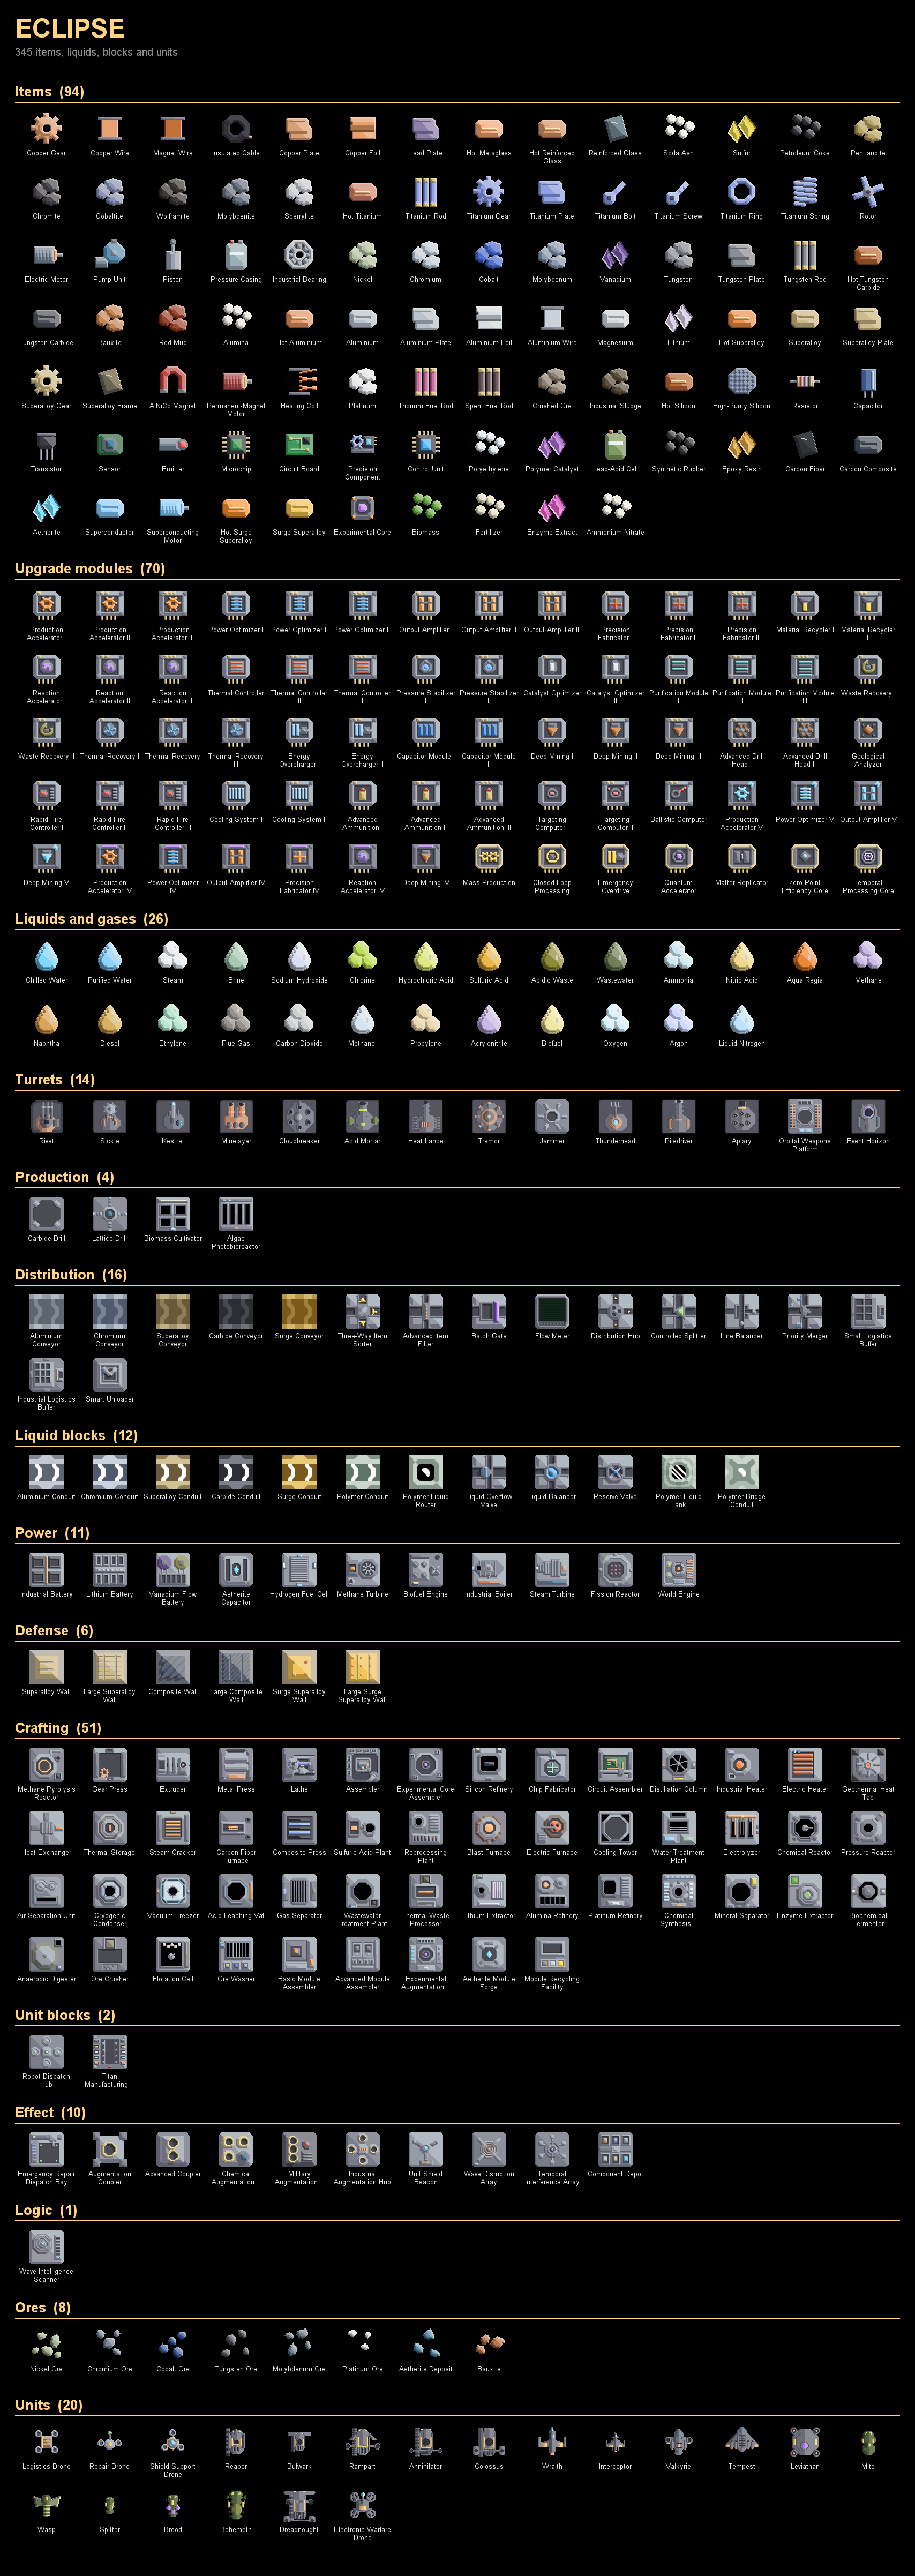 ECLIPSE
345 items, liquids, blocks and units
Items (94)
Copper Gear Copper Wire Magnet Wire Insulated Cable Copper Plate Copper Foil Lead Plate Hot Metaglass Hot Reinforced Glass Reinforced Glass Soda Ash Sulfur Petroleum Coke Pentlandite
Chromite Cobaltite Wolframite Molybdenite Sperrylite Hot Titanium Titanium Rod Titanium Gear Titanium Plate Titanium Bolt Titanium Screw Titanium Ring Titanium Spring Rotor
Electric Motor Pump Unit Piston Pressure Casing Industrial Bearing Nickel Chromium Cobalt Molybdenum Vanadium Tungsten Tungsten Plate Tungsten Rod Hot Tungsten Carbide
Tungsten Carbide Bauxite Red Mud Alumina Hot Aluminium Aluminium Aluminium Plate Aluminium Foil Aluminium Wire Magnesium Lithium Hot Superalloy Superalloy Superalloy Plate
Superalloy Gear Superalloy Frame AlNiCo Magnet Permanent-Magnet Motor Heating Coil Platinum Thorium Fuel Rod Spent Fuel Rod Crushed Ore Industrial Sludge Hot Silicon High-Purity Silicon Resistor Capacitor
Transistor Sensor Emitter Microchip Circuit Board Precision Component Control Unit Polyethylene Polymer Catalyst Lead-Acid Cell Synthetic Rubber Epoxy Resin Carbon Fiber Carbon Composite
Aetherite Superconductor Superconducting Motor Hot Surge Superalloy Surge Superalloy Experimental Core Biomass Fertilizer Enzyme Extract Ammonium Nitrate
Upgrade modules (70)
Production Accelerator I Production Accelerator II Production Accelerator III Power Optimizer I Power Optimizer II Power Optimizer III Output Amplifier I Output Amplifier II Output Amplifier III Precision Fabricator I Precision Fabricator II Precision Fabricator III Material Recycler I Material Recycler II
Reaction Accelerator I Reaction Accelerator II Reaction Accelerator III Thermal Controller I Thermal Controller II Thermal Controller III Pressure Stabilizer I Pressure Stabilizer II Catalyst Optimizer I Catalyst Optimizer II Purification Module I Purification Module II Purification Module III Waste Recovery I
Waste Recovery II Thermal Recovery I Thermal Recovery II Thermal Recovery III Energy Overcharger I Energy Overcharger II Capacitor Module I Capacitor Module II Deep Mining I Deep Mining II Deep Mining III Advanced Drill Head I Advanced Drill Head II Geological Analyzer
Rapid Fire Controller I Rapid Fire Controller II Rapid Fire Controller III Cooling System I Cooling System II Advanced Ammunition I Advanced Ammunition II Advanced Ammunition III Targeting Computer I Targeting Computer II Ballistic Computer Production Accelerator V Power Optimizer V Output Amplifier V
Deep Mining V Production Accelerator IV Power Optimizer IV Output Amplifier IV Precision Fabricator IV Reaction Accelerator IV Deep Mining IV Mass Production Closed-Loop Processing Emergency Overdrive Quantum Accelerator Matter Replicator Zero-Point Efficiency Core Temporal Processing Core
Liquids and gases (26)
Chilled Water Purified Water Steam Brine Sodium Hydroxide Chlorine Hydrochloric Acid Sulfuric Acid Acidic Waste Wastewater Ammonia Nitric Acid Aqua Regia Methane
Naphtha Diesel Ethylene Flue Gas Carbon Dioxide Methanol Propylene Acrylonitrile Biofuel Oxygen Argon Liquid Nitrogen
Turrets (14)
Rivet Sickle Kestrel Minelayer Cloudbreaker Acid Mortar Heat Lance Tremor Jammer Thunderhead Piledriver Apiary Orbital Weapons Platform Event Horizon
Production (4)
Carbide Drill Lattice Drill Biomass Cultivator Algae Photobioreactor
Distribution (16)
Aluminium Conveyor Chromium Conveyor Superalloy Conveyor Carbide Conveyor Surge Conveyor Three-Way Item Sorter Advanced Item Filter Batch Gate Flow Meter Distribution Hub Controlled Splitter Line Balancer Priority Merger Small Logistics Buffer
Industrial Logistics Buffer Smart Unloader
Liquid blocks (12)
Aluminium Conduit Chromium Conduit Superalloy Conduit Carbide Conduit Surge Conduit Polymer Conduit Polymer Liquid Router Liquid Overflow Valve Liquid Balancer Reserve Valve Polymer Liquid Tank Polymer Bridge Conduit
Power (11)
Industrial Battery Lithium Battery Vanadium Flow Battery Aetherite Capacitor Hydrogen Fuel Cell Methane Turbine Biofuel Engine Industrial Boiler Steam Turbine Fission Reactor World Engine
Defense (6)
Superalloy Wall Large Superalloy Wall Composite Wall Large Composite Wall Surge Superalloy Wall Large Surge Superalloy Wall
Crafting (51)
Methane Pyrolysis Reactor Gear Press Extruder Metal Press Lathe Assembler Experimental Core Assembler Silicon Refinery Chip Fabricator Circuit Assembler Distillation Column Industrial Heater Electric Heater Geothermal Heat Tap
Heat Exchanger Thermal Storage Steam Cracker Carbon Fiber Furnace Composite Press Sulfuric Acid Plant Reprocessing Plant Blast Furnace Electric Furnace Cooling Tower Water Treatment Plant Electrolyzer Chemical Reactor Pressure Reactor
Air Separation Unit Cryogenic Condenser Vacuum Freezer Acid Leaching Vat Gas Separator Wastewater Treatment Plant Thermal Waste Processor Lithium Extractor Alumina Refinery Platinum Refinery Chemical Synthesis... Mineral Separator Enzyme Extractor Biochemical Fermenter
Anaerobic Digester Ore Crusher Flotation Cell Ore Washer Basic Module Assembler Advanced Module Assembler Experimental Augmentation... Aetherite Module Forge Module Recycling Facility
Unit blocks (2)
Robot Dispatch Hub Titan Manufacturing...
Effect (10)
Emergency Repair Dispatch Bay Augmentation Coupler Advanced Coupler Chemical Augmentation... Military Augmentation... Industrial Augmentation Hub Unit Shield Beacon Wave Disruption Array Temporal Interference Array Component Depot
Logic (1)
Wave Intelligence Scanner
Ores (8)
Nickel Ore Chromium Ore Cobalt Ore Tungsten Ore Molybdenum Ore Platinum Ore Aetherite Deposit Bauxite
Units (20)
Logistics Drone Repair Drone Shield Support Drone Reaper Bulwark Rampart Annihilator Colossus Wraith Interceptor Valkyrie Tempest Leviathan Mite
Wasp Spitter Brood Behemoth Dreadnought Electronic Warfare Drone